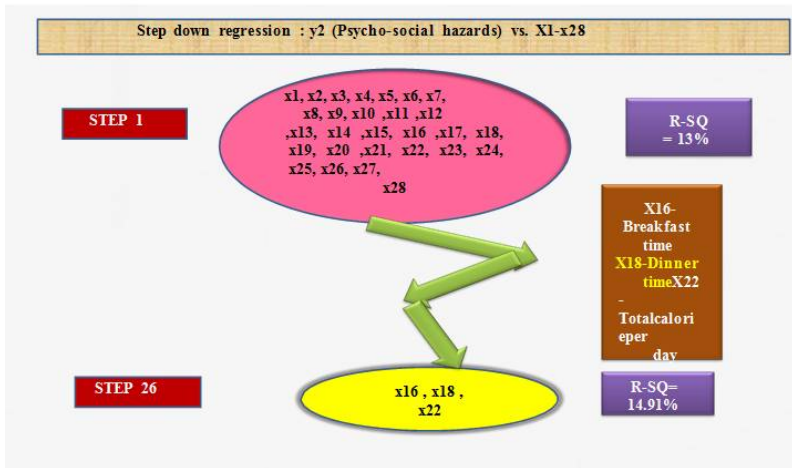 Step down regression : y2 (Psycho-social hazards) vs. X1-x28
STEP 1
x1, x2, x3, x4, x5, x6, x7,
x8, x9, x10 ,x11 ,x12
,x13, x14 ,x15, x16 ,x17, x18,
x19, x20 ,x21, x22, x23, x24,
x25, x26, x27,
x28
R-SQ
= 13%
X16-
Breakfast
time
X18-Dinner
timeX22
-
Totalcalori
eper
day
STEP 26
x16 , x18 ,
x22
R-SQ=
14.91%